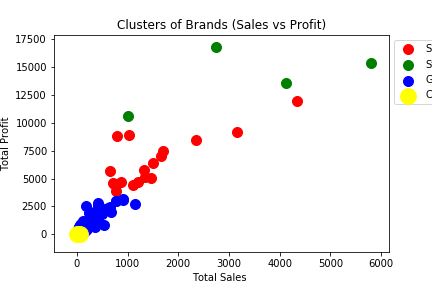 Clusters of Brands (Sales vs Profit)
17500
15000
12500
10000
7500
5000
2500
0
Total Profit
0 1000 2000 3000 4000 5000 6000
Total Sales
S
S
G
C